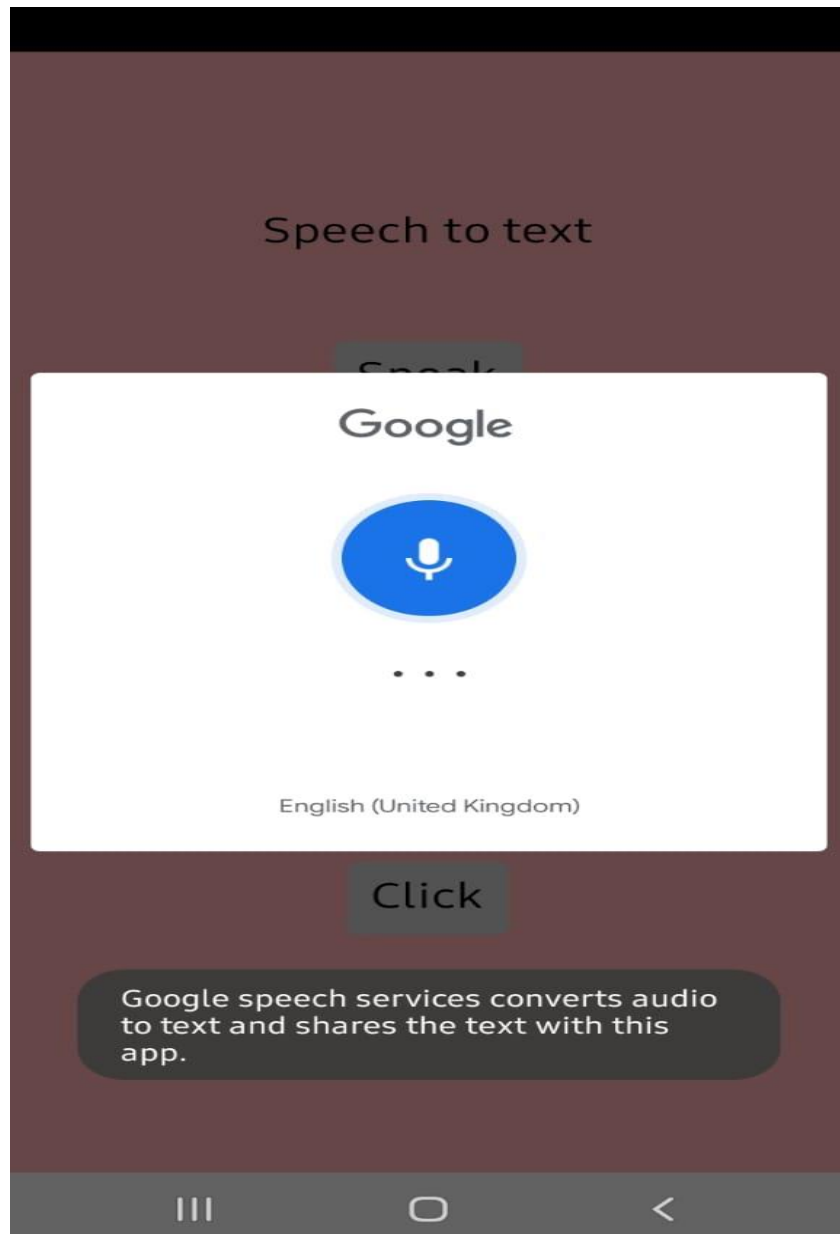 Speech to text
Speak
Google
English (United Kingdom)
Click
Google speech services converts audio
to text and shares the text with this
app.